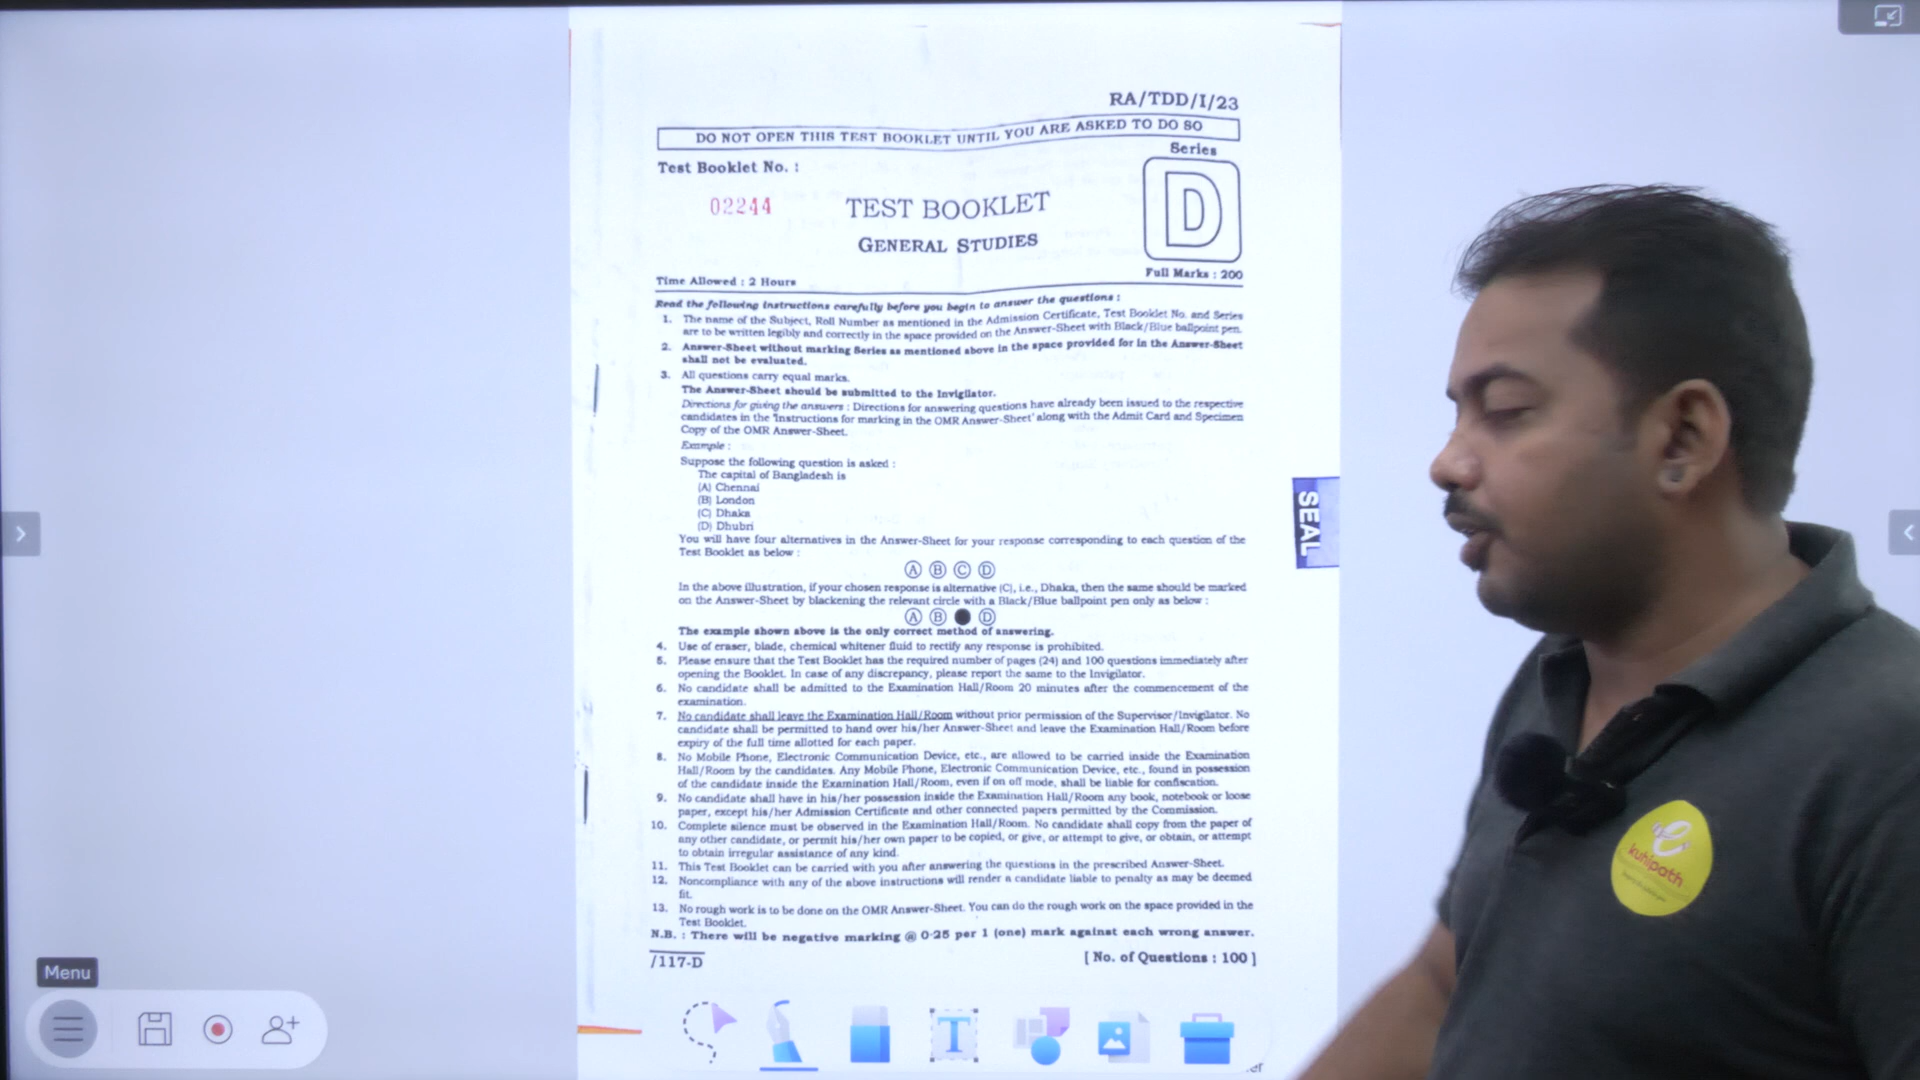 RA/TDD/I/23
DO NOT OPEN THIS TEST BOOKLET UNTIL YOU ARE ASKED TO DO SO
Series
Test Booklet No. :
D
02244
TEST BOOKLET
GENERAL STUDIES
Full Marks : 200
Time Allowed : 2 Hours
Read the following instructions carefully before you begin to answer the questions :
1. The name of the Subject, Roll Number as mentioned in the Admission Certificate, Test Booklet No. and Series
are to be written legibly and correctly in the space provided on the Answer-Sheet with Black/Blue ballpoint pen.
2. Answer-Sheet without marking Series as mentioned above in the space provided for in the Answer-Sheet
shall not be evaluated.
3. All questions carry equal marks.
The Answer-Sheet should be submitted to the Invigilator.
Directions for giving the answers : Directions for answering questions have already been issued to the respective
candidates in the 'Instructions for marking in the OMR Answer-Sheet' along with the Admit Card and Specimen
Copy of the OMR Answer-Sheet.
Example :
Suppose the following question is asked :
The capital of Bangladesh is
(A) Chennai
(B) London
(C) Dhaka
(D) Dhubri
You will have four alternatives in the Answer-Sheet for your response corresponding to each question of the
Test Booklet as below :
Ⓐ Ⓑ Ⓒ Ⓓ
In the above illustration, if your chosen response is alternative (C), i.e., Dhaka, then the same should be marked
on the Answer-Sheet by blackening the relevant circle with a Black/Blue ballpoint pen only as below :
Ⓐ Ⓑ ● Ⓓ
The example shown above is the only correct method of answering.
4. Use of eraser, blade, chemical whitener fluid to rectify any response is prohibited.
5. Please ensure that the Test Booklet has the required number of pages (24) and 100 questions immediately after
opening the Booklet. In case of any discrepancy, please report the same to the Invigilator.
6. No candidate shall be admitted to the Examination Hall/Room 20 minutes after the commencement of the
examination.
7. No candidate shall leave the Examination Hall/Room without prior permission of the Supervisor/Invigilator. No
candidate shall be permitted to hand over his/her Answer-Sheet and leave the Examination Hall/Room before
expiry of the full time allotted for each paper.
8. No Mobile Phone, Electronic Communication Device, etc., are allowed to be carried inside the Examination
Hall/Room by the candidates. Any Mobile Phone, Electronic Communication Device, etc., found in possession
of the candidate inside the Examination Hall/Room, even if on off mode, shall be liable for confiscation.
9. No candidate shall have in his/her possession inside the Examination Hall/Room any book, notebook or loose
paper, except his/her Admission Certificate and other connected papers permitted by the Commission.
10. Complete silence must be observed in the Examination Hall/Room. No candidate shall copy from the paper of
any other candidate, or permit his/her own paper to be copied, or give, or attempt to give, or obtain, or attempt
to obtain irregular assistance of any kind.
11. This Test Booklet can be carried with you after answering the questions in the prescribed Answer-Sheet.
12. Noncompliance with any of the above instructions will render a candidate liable to penalty as may be deemed
fit.
13. No rough work is to be done on the OMR Answer-Sheet. You can do the rough work on the space provided in the
Test Booklet.
N.B. : There will be negative marking @ 0·25 per 1 (one) mark against each wrong answer.
/117-D
[ No. of Questions : 100 ]
SEAL
Menu
T
kuhipath